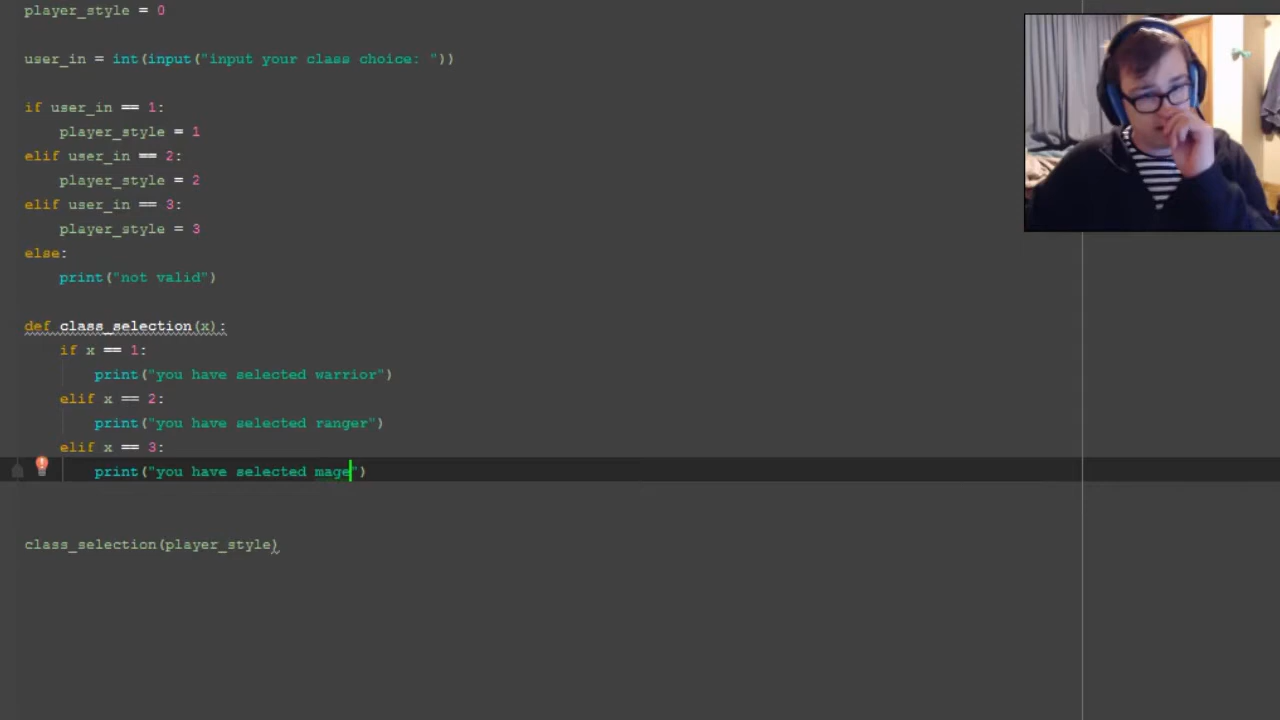 player_style = 0
user_in = int(input("input your class choice: "))
if user_in == 1:
player_style = 1
elif user_in == 2:
player_style = 2
elif user_in == 3:
player_style = 3
else:
print("not valid")
def class_selection(x):
if x == 1:
print("you have selected warrior")
elif x == 2:
print("you have selected ranger")
elif x == 3:
print("you have selected mage")
class_selection(player_style)